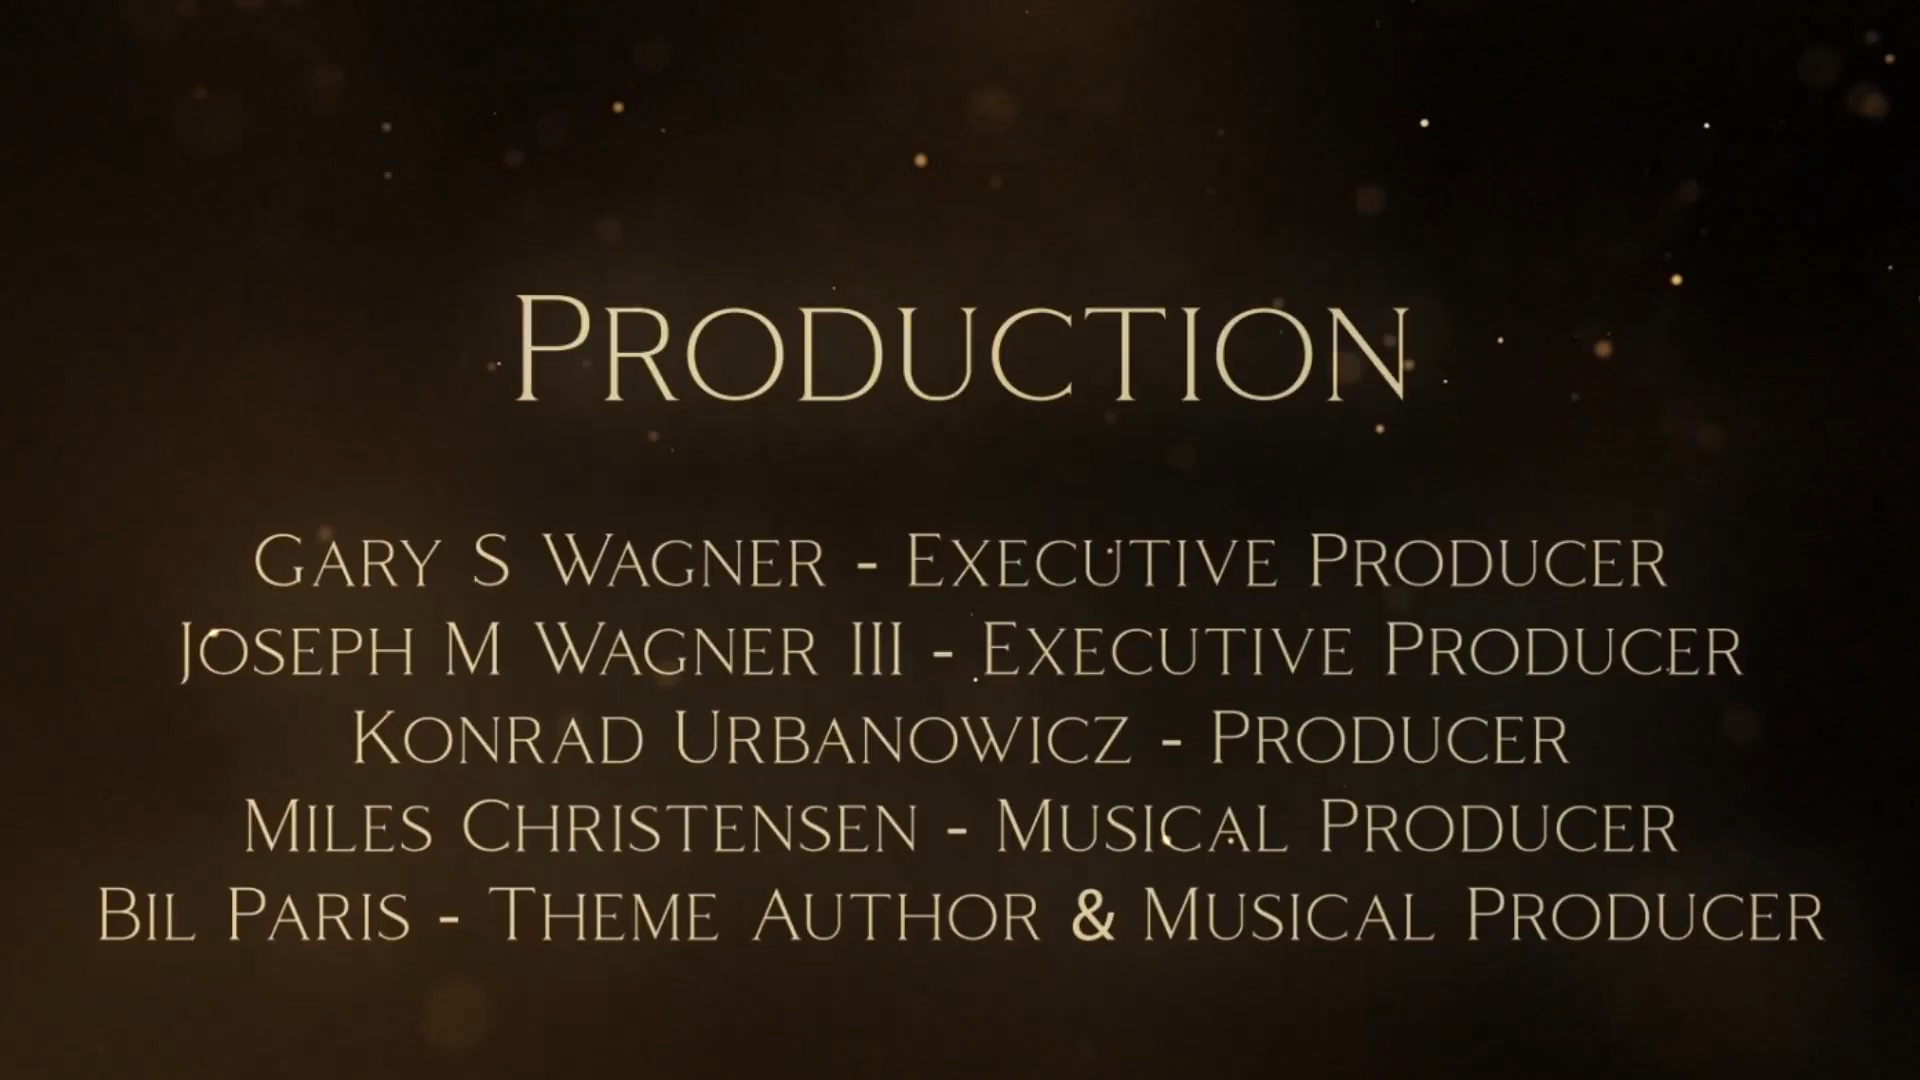 Production
Gary S Wagner - Executive Producer
Joseph M Wagner III - Executive Producer
Konrad Urbanowicz - Producer
Miles Christensen - Musical Producer
Bil Paris - Theme Author & Musical Producer